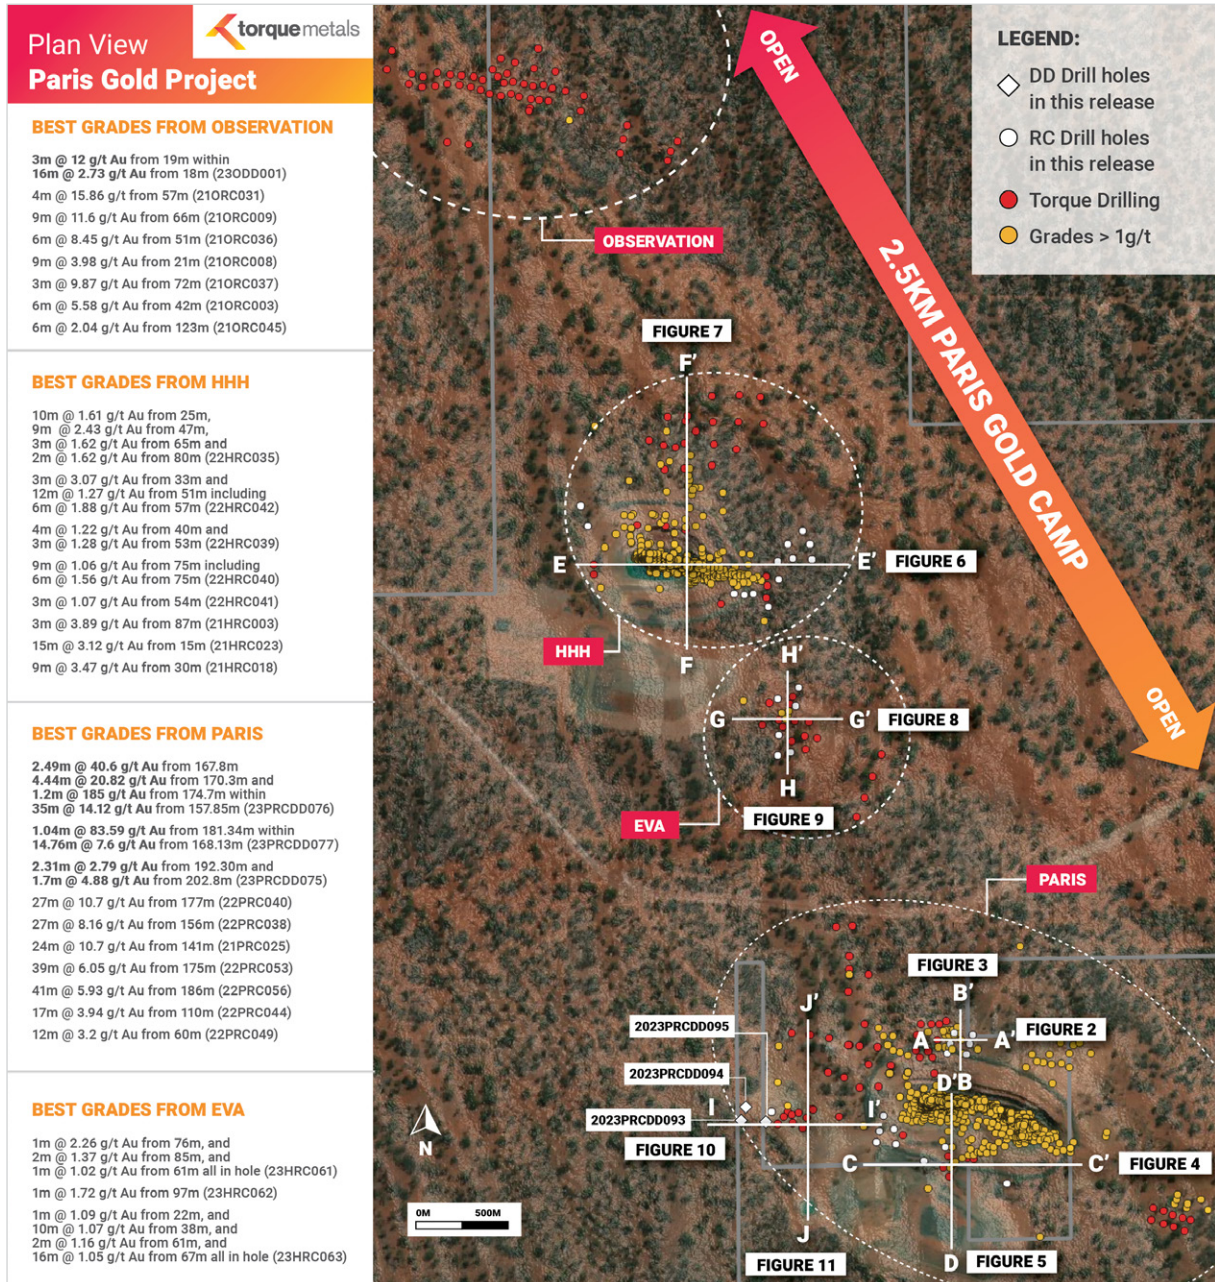 Plan View
Paris Gold Project
torquemetals
BEST GRADES FROM OBSERVATION
3m @ 12 g/t Au from 19m within
16m @ 2.73 g/t Au from 18m (23ODD001)
4m @ 15.86 g/t from 57m (21ORC031)
9m @ 11.6 g/t Au from 66m (21ORC009)
6m @ 8.45 g/t Au from 51m (21ORC036)
9m @ 3.98 g/t Au from 21m (21ORC008)
3m @ 9.87 g/t Au from 72m (21ORC037)
6m @ 5.58 g/t Au from 42m (21ORC003)
6m @ 2.04 g/t Au from 123m (21ORC045)
BEST GRADES FROM HHH
10m @ 1.61 g/t Au from 25m,
9m @ 2.43 g/t Au from 47m,
3m @ 1.62 g/t Au from 65m and
2m @ 1.62 g/t Au from 80m (22HRC035)
3m @ 3.07 g/t Au from 33m and
12m @ 1.27 g/t Au from 51m including
6m @ 1.88 g/t Au from 57m (22HRC042)
4m @ 1.22 g/t Au from 40m and
3m @ 1.28 g/t Au from 53m (22HRC039)
9m @ 1.06 g/t Au from 75m including
6m @ 1.56 g/t Au from 75m (22HRC040)
3m @ 1.07 g/t Au from 54m (22HRC041)
3m @ 3.89 g/t Au from 87m (21HRC003)
15m @ 3.12 g/t Au from 15m (21HRC023)
9m @ 3.47 g/t Au from 30m (21HRC018)
BEST GRADES FROM PARIS
2.49m @ 40.6 g/t Au from 167.8m
4.44m @ 20.82 g/t Au from 170.3m and
1.2m @ 185 g/t Au from 174.7m within
35m @ 14.12 g/t Au from 157.85m (23PRCDD076)
1.04m @ 83.59 g/t Au from 181.34m within
14.76m @ 7.6 g/t Au from 168.13m (23PRCDD077)
2.31m @ 2.79 g/t Au from 192.30m and
1.7m @ 4.88 g/t Au from 202.8m (23PRCDD075)
27m @ 10.7 g/t Au from 177m (22PRC040)
27m @ 8.16 g/t Au from 156m (22PRC038)
24m @ 10.7 g/t Au from 141m (21PRC025)
39m @ 6.05 g/t Au from 175m (22PRC053)
41m @ 5.93 g/t Au from 186m (22PRC056)
17m @ 3.94 g/t Au from 110m (22PRC044)
12m @ 3.2 g/t Au from 60m (22PRC049)
BEST GRADES FROM EVA
1m @ 2.26 g/t Au from 76m, and
2m @ 1.37 g/t Au from 85m, and
1m @ 1.02 g/t Au from 61m all in hole (23HRC061)
1m @ 1.72 g/t Au from 97m (23HRC062)
1m @ 1.09 g/t Au from 22m, and
10m @ 1.07 g/t Au from 38m, and
2m @ 1.16 g/t Au from 61m, and
16m @ 1.05 g/t Au from 67m all in hole (23HRC063)
LEGEND:
DD Drill holes
in this release
RC Drill holes
in this release
Torque Drilling
Grades > 1g/t
OPEN
2.5KM PARIS GOLD CAMP
OPEN
OBSERVATION
FIGURE 7
F'
E
E'
FIGURE 6
HHH
F
H'
G
G'
FIGURE 8
H
EVA
FIGURE 9
PARIS
FIGURE 3
J'
B'
2023PRCDD095
A
A'
FIGURE 2
2023PRCDD094
D'
B
I
I'
2023PRCDD093
FIGURE 10
C
C'
FIGURE 4
N
0M
500M
J
D
FIGURE 11
FIGURE 5